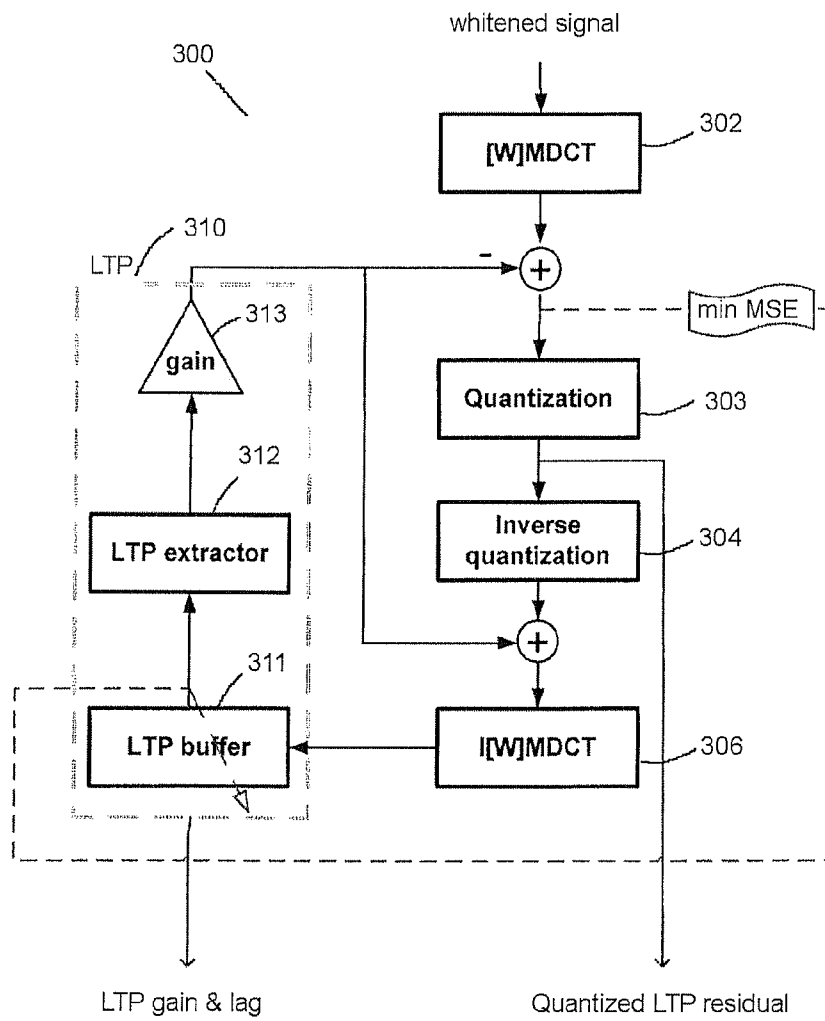 whitened signal
300
[W]MDCT
302
310
LTP
-
+
313
gain
min MSE
Quantization
303
312
LTP extractor
Inverse
quantization
304
+
311
LTP buffer
I[W]MDCT
306
LTP gain & lag
Quantized LTP residual